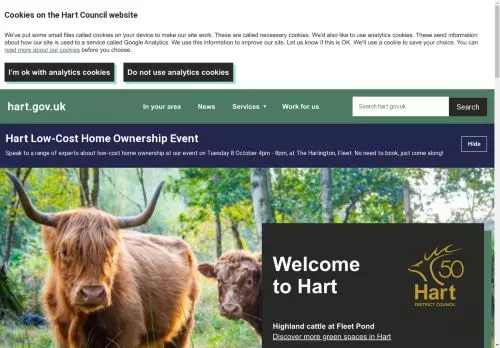 Cookies on the Hart Council website
We've put some small files called cookies on your device to make our site work. These are called necessary cookies. We'd also like to use analytics cookies. These send information
about how our site is used to a service called Google Analytics. We use this information to improve our site. Let us know if this is OK. We'll use a cookie to save your choice. You can
read more about our cookies before you choose.
I'm ok with analytics cookies
Do not use analytics cookies
hart.gov.uk
In your area
News
Services
Work for us
Search hart.gov.uk.
Search
Hart Low-Cost Home Ownership Event
Speak to a range of experts about low-cost home ownership at our event on Tuesday 8 October 4pm - 8pm, at The Harlington, Fleet. No need to book, just come along!
Hide
Welcome
to Hart
50
Hart
DISTRICT COUNCIL
Highland cattle at Fleet Pond
Discover more green spaces in Hart